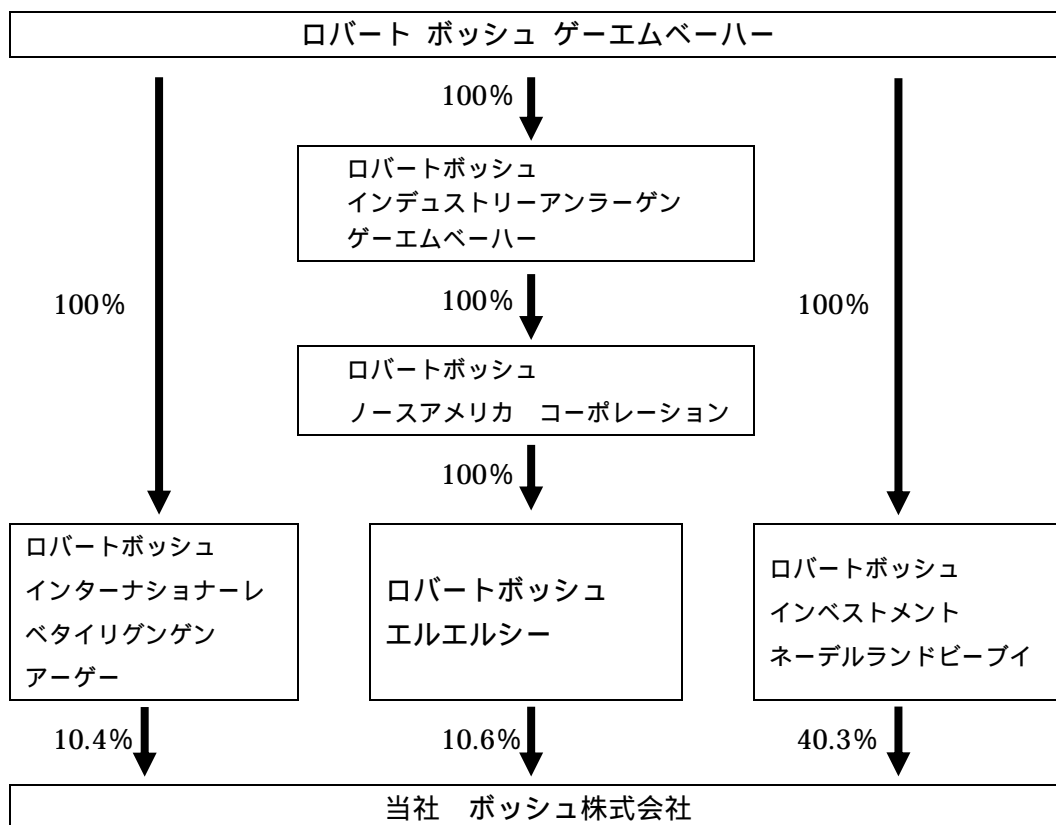 ロバート ボッシュ ゲーエムベーハー
100%
ロバートボッシュ
インデュストリーアンラーゲン
ゲーエムベーハー
100%
100%
100%
ロバートボッシュ
ノースアメリカ　コーポレーション
100%
ロバートボッシュ
インターナショナーレ
ベタイリグンゲン
アーゲー
ロバートボッシュ
エルエルシー
ロバートボッシュ
インベストメント
ネーデルランドビーブイ
10.4%
10.6%
40.3%
当社　ボッシュ株式会社